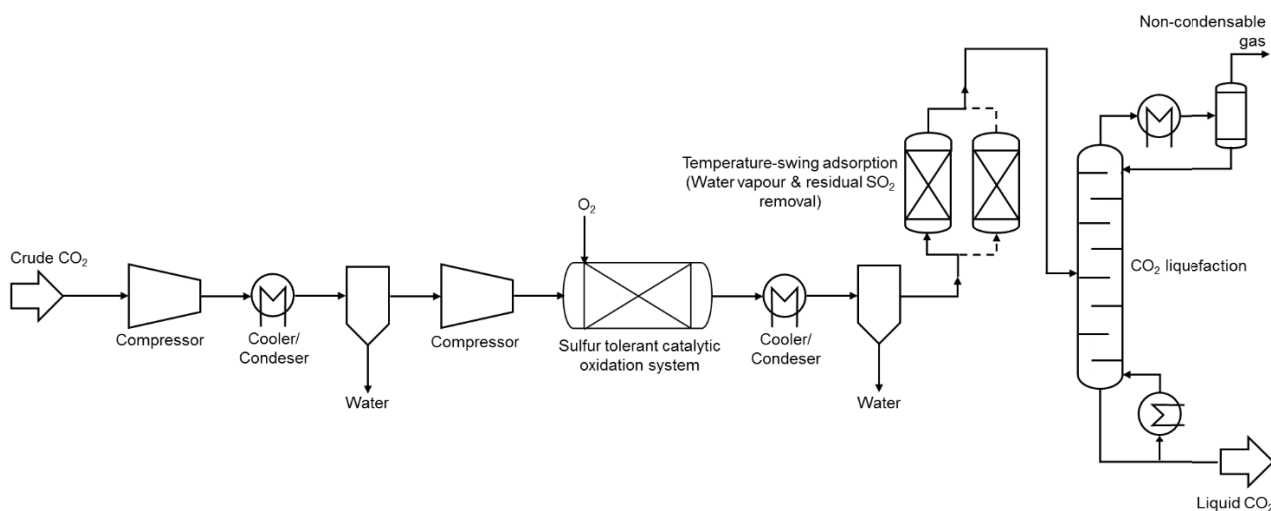 Non-condensable
gas
Temperature-swing adsorption
(Water vapour & residual SO₂
removal)
O₂
Crude CO₂
CO₂ liquefaction
Compressor
Cooler/
Condeser
Compressor
Sulfur tolerant catalytic
oxidation system
Cooler/
Condeser
Water
Water
Liquid CO₂